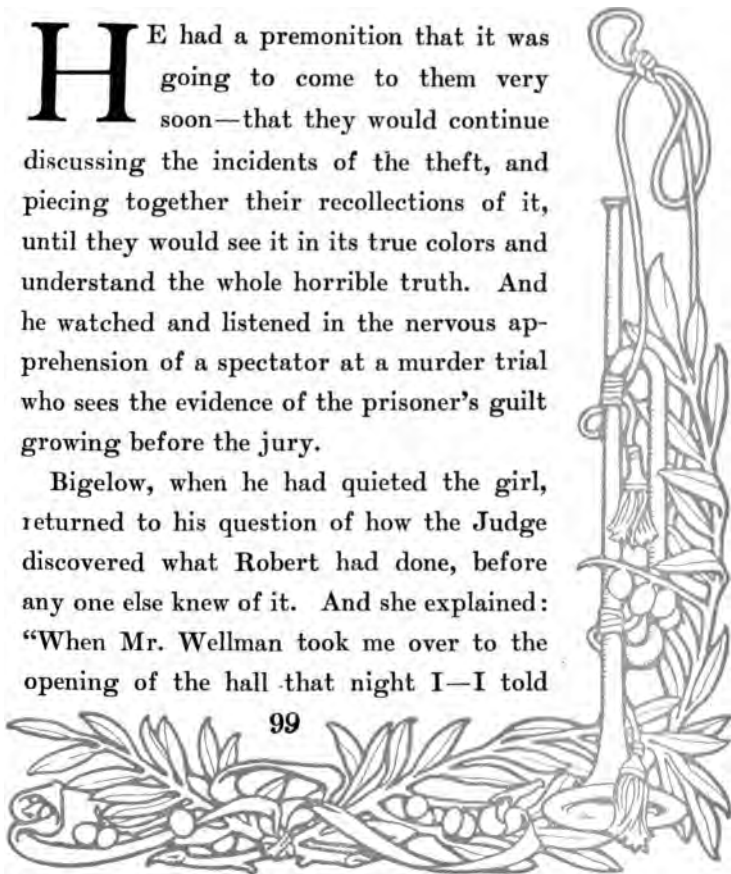 HE had a premonition that it was
going to come to them very
soon—that they would continue
discussing the incidents of the theft, and
piecing together their recollections of it,
until they would see it in its true colors and
understand the whole horrible truth. And
he watched and listened in the nervous ap-
prehension of a spectator at a murder trial
who sees the evidence of the prisoner's guilt
growing before the jury.
Bigelow, when he had quieted the girl,
returned to his question of how the Judge
discovered what Robert had done, before
any one else knew of it. And she explained:
“When Mr. Wellman took me over to the
opening of the hall that night I—I told
99